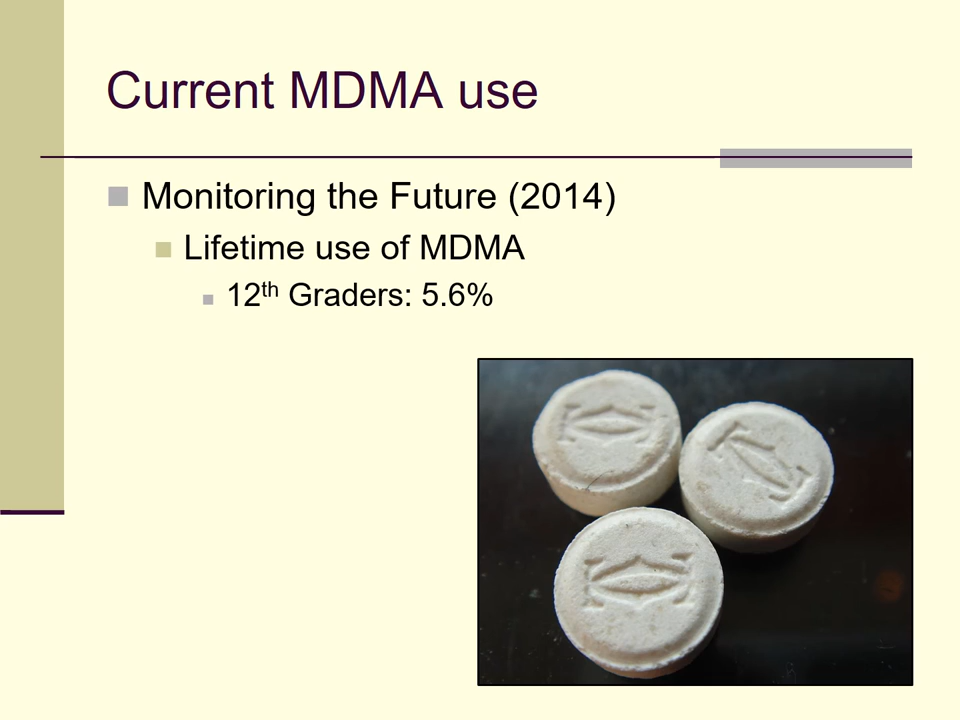 Current MDMA use
Monitoring the Future (2014)
Lifetime use of MDMA
12th Graders: 5.6%